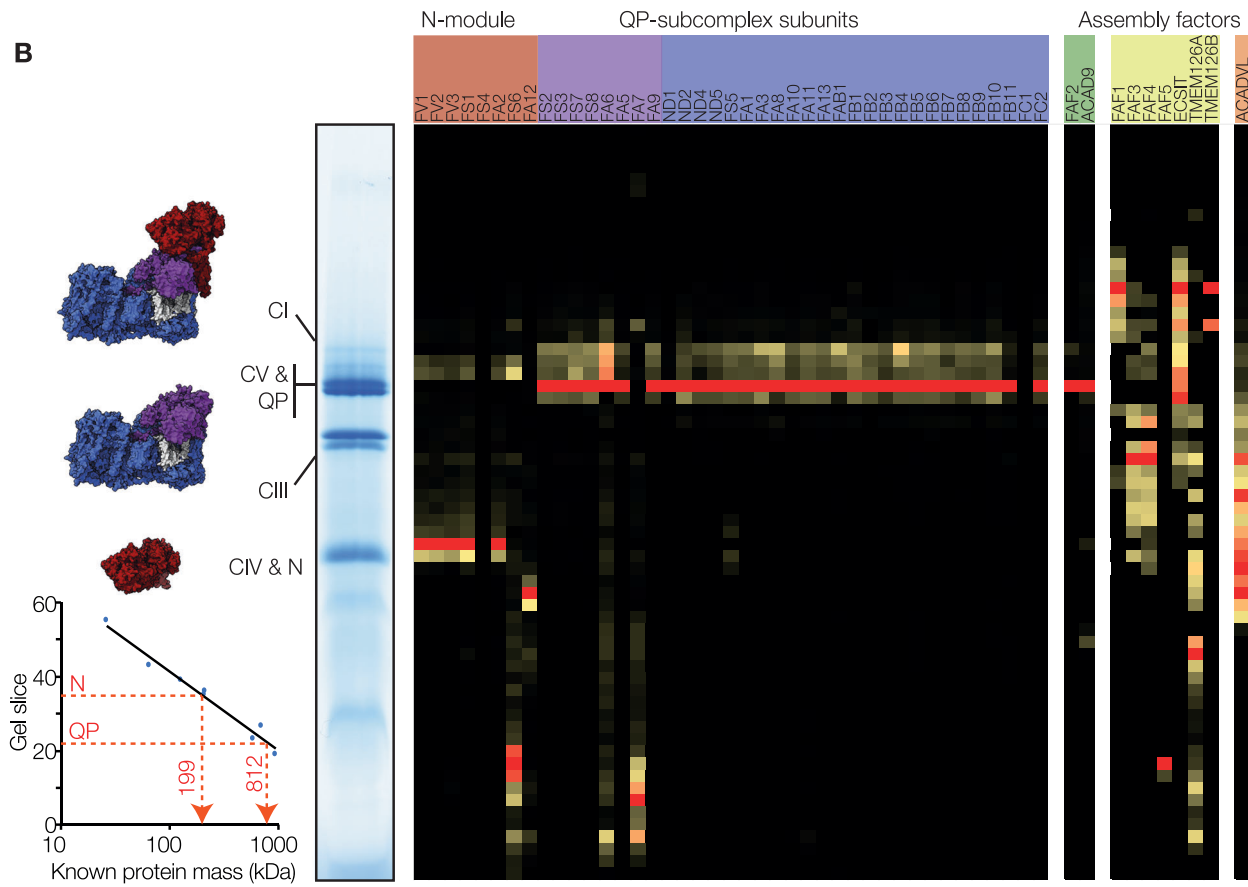 B
N-module
QP-subcomplex subunits
Assembly factors
FV1
FV2
FV3
FS1
FS4
FA2
FS6
FA12
FS2
FS3
FS7
FS8
FA6
FA5
FA7
FA9
ND1
ND2
ND4
ND5
FS5
FA1
FA3
FA8
FA10
FA11
FA13
FAB1
FB1
FB2
FB3
FB4
FB5
FB6
FB7
FB8
FB9
FB10
FB11
FC1
FC2
FAF2
ACAD9
FAF1
FAF3
FAF4
FAF5
ECSIT
TMEM126A
TMEM126B
ACADVL
CI
CV &
QP
CIII
CIV & N
60
40
20
0
Gel slice
N
QP
199
812
10
100
1000
Known protein mass (kDa)